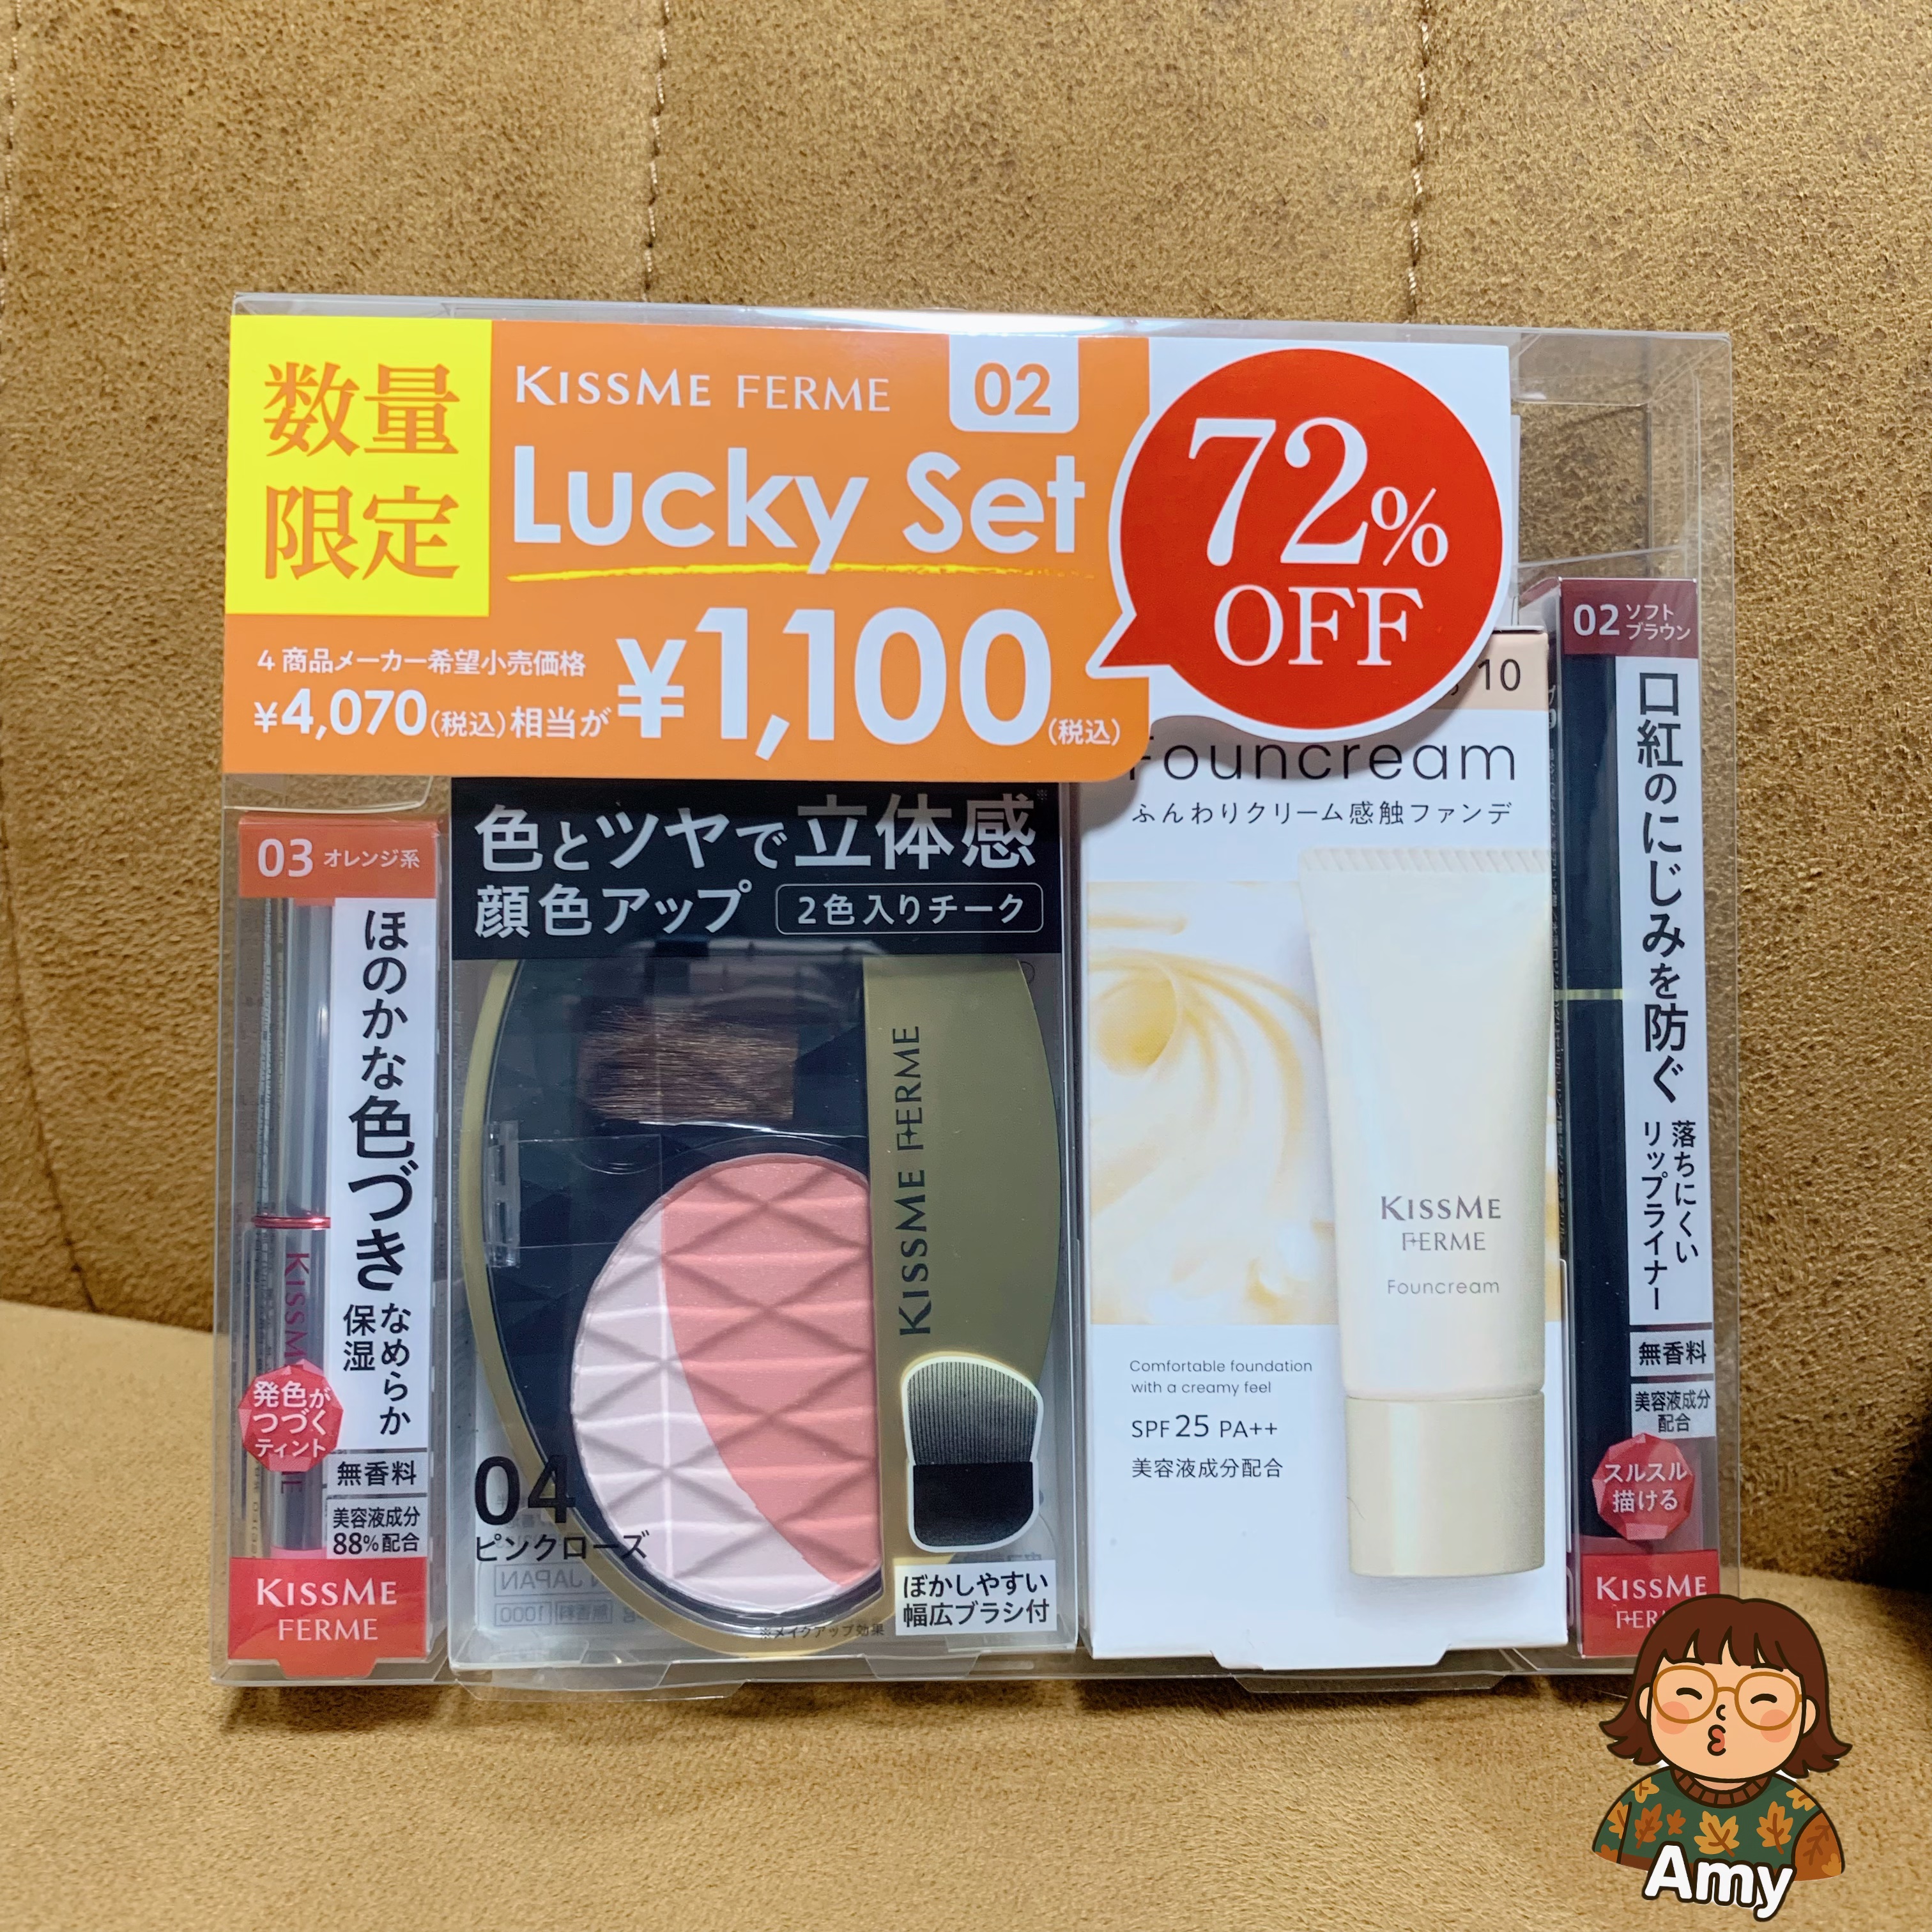 数量
限定
KISSME FERME
02
Lucky Set
4 商品メーカー希望小売価格
¥4,070(税込)相当が
¥1,100(税込)
72%
OFF
03 オレンジ系
ほのかな色づき
なめらか
保湿
KISSME
発色が
つづく
ティント
無香料
美容液成分
88%配合
KISSME
FERME
色とツヤで立体感
顔色アップ
2色入りチーク
KISSME FERME
04
ピンクローズ
ぼかしやすい
幅広ブラシ付
※メイクアップ効果
10
Founcream
ふんわりクリーム感触ファンデ
KISSME
FERME
Founcream
Comfortable foundation
with a creamy feel
SPF 25 PA++
美容液成分配合
02 ソフト
ブラウン
口紅のにじみを防ぐ
落ちにくい
リップライナー
無香料
美容液成分
配合
スルスル
描ける
KISSME
Amy